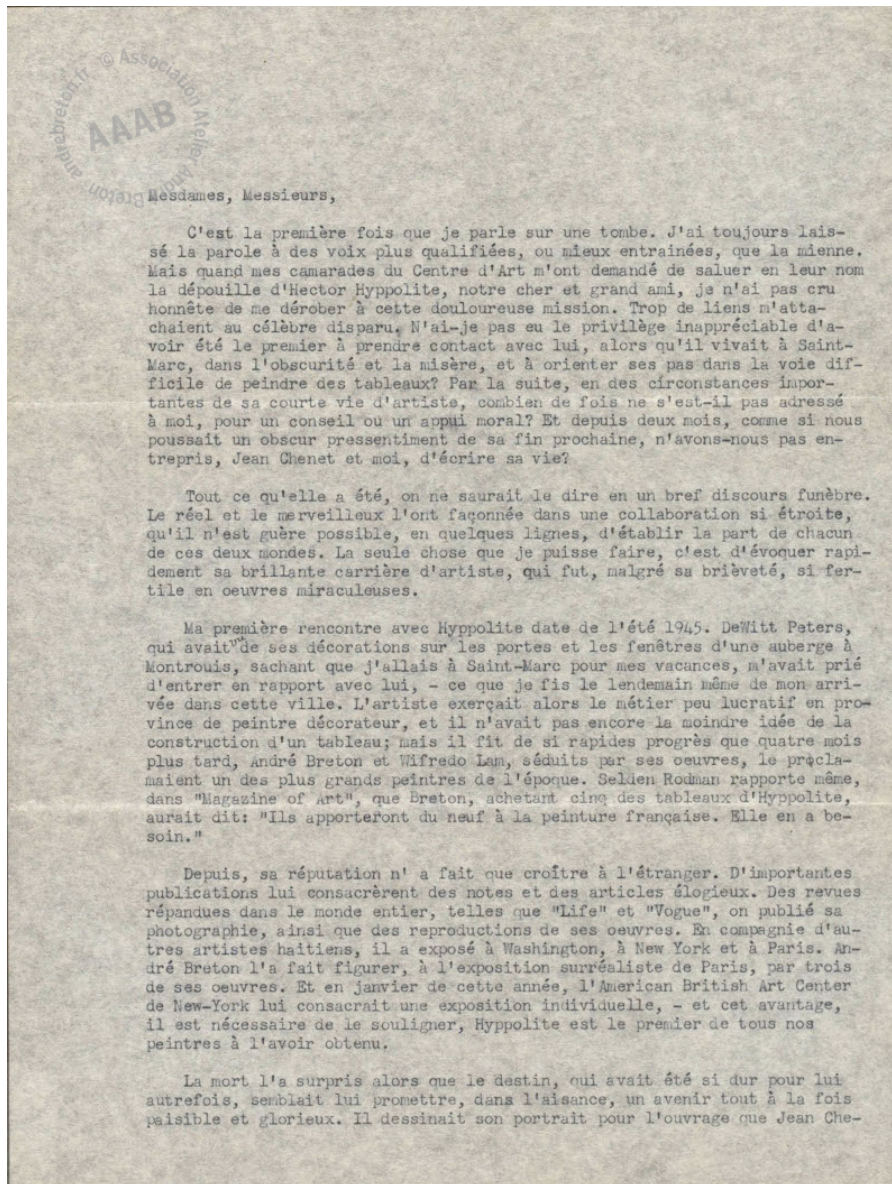 andrebreton.fr © Association Atelier André Breton
AAAB
Mesdames, Messieurs,
C'est la première fois que je parle sur une tombe. J'ai toujours lais-
sé la parole à des voix plus qualifiées, ou mieux entrainées, que la mienne.
Mais quand mes camarades du Centre d'Art m'ont demandé de saluer en leur nom
la dépouille d'Hector Hyppolite, notre cher et grand ami, je n'ai pas cru
honnête de me dérober à cette douloureuse mission. Trop de liens m'atta-
chaient au célèbre disparu. N'ai-je pas eu le privilège inappréciable d'a-
voir été le premier à prendre contact avec lui, alors qu'il vivait à Saint-
Marc, dans l'obscurité et la misère, et à orienter ses pas dans la voie dif-
ficile de peindre des tableaux? Par la suite, en des circonstances impor-
tantes de sa courte vie d'artiste, combien de fois ne s'est-il pas adressé
à moi, pour un conseil ou un appui moral? Et depuis deux mois, comme si nous
poussait un obscur pressentiment de sa fin prochaine, n'avons-nous pas en-
trepris, Jean Chenet et moi, d'écrire sa vie?
Tout ce qu'elle a été, on ne saurait le dire en un bref discours funèbre.
Le réel et le merveilleux l'ont façonnée dans une collaboration si étroite,
qu'il n'est guère possible, en quelques lignes, d'établir la part de chacun
de ces deux mondes. La seule chose que je puisse faire, c'est d'évoquer rapi-
dement sa brillante carrière d'artiste, qui fut, malgré sa brièveté, si fer-
tile en oeuvres miraculeuses.
Ma première rencontre avec Hyppolite date de l'été 1945. DeWitt Peters,
qui avait vu de ses décorations sur les portes et les fenêtres d'une auberge à
Montrouis, sachant que j'allais à Saint-Marc pour mes vacances, m'avait prié
d'entrer en rapport avec lui, - ce que je fis le lendemain même de mon arri-
vée dans cette ville. L'artiste exerçait alors le métier peu lucratif en pro-
vince de peintre décorateur, et il n'avait pas encore la moindre idée de la
construction d'un tableau; mais il fit de si rapides progrès que quatre mois
plus tard, André Breton et Wifredo Lam, séduits par ses oeuvres, le procla-
maient un des plus grands peintres de l'époque. Selden Rodman rapporte même,
dans "Magazine of Art", que Breton, achetant cinq des tableaux d'Hyppolite,
aurait dit: "Ils apporteront du neuf à la peinture française. Elle en a be-
soin."
Depuis, sa réputation n' a fait que croître à l'étranger. D'importantes
publications lui consacrèrent des notes et des articles élogieux. Des revues
répandues dans le monde entier, telles que "Life" et "Vogue", on publié sa
photographie, ainsi que des reproductions de ses oeuvres. En compagnie d'au-
tres artistes haitiens, il a exposé à Washington, à New York et à Paris. An-
dré Breton l'a fait figurer, à l'exposition surréaliste de Paris, par trois
de ses oeuvres. Et en janvier de cette année, l'American British Art Center
de New-York lui consacrait une exposition individuelle, - et cet avantage,
il est nécessaire de le souligner, Hyppolite est le premier de tous nos
peintres à l'avoir obtenu.
La mort l'a surpris alors que le destin, qui avait été si dur pour lui
autrefois, semblait lui promettre, dans l'aisance, un avenir tout à la fois
paisible et glorieux. Il dessinait son portrait pour l'ouvrage que Jean Che-